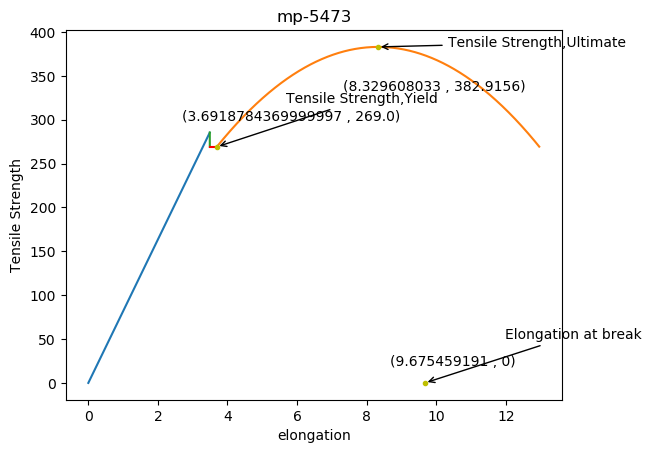 mp-5473
400
Tensile Strength,Ultimate
350
(8.329608033 , 382.9156)
Tensile Strength,Yield
300
(3.6918784369999997 , 269.0)
250
200
Tensile Strength
150
100
50
Elongation at break
(9.675459191 , 0)
0
0 2 4 6 8 10 12
elongation